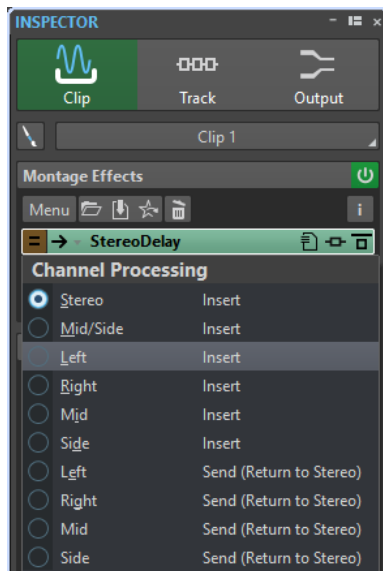 INSPECTOR
Clip
Track
Output
Clip 1
Montage Effects
Menu
i
StereoDelay
Channel Processing
Stereo Insert
Mid/Side Insert
Left Insert
Right Insert
Mid Insert
Side Insert
Left Send (Return to Stereo)
Right Send (Return to Stereo)
Mid Send (Return to Stereo)
Side Send (Return to Stereo)